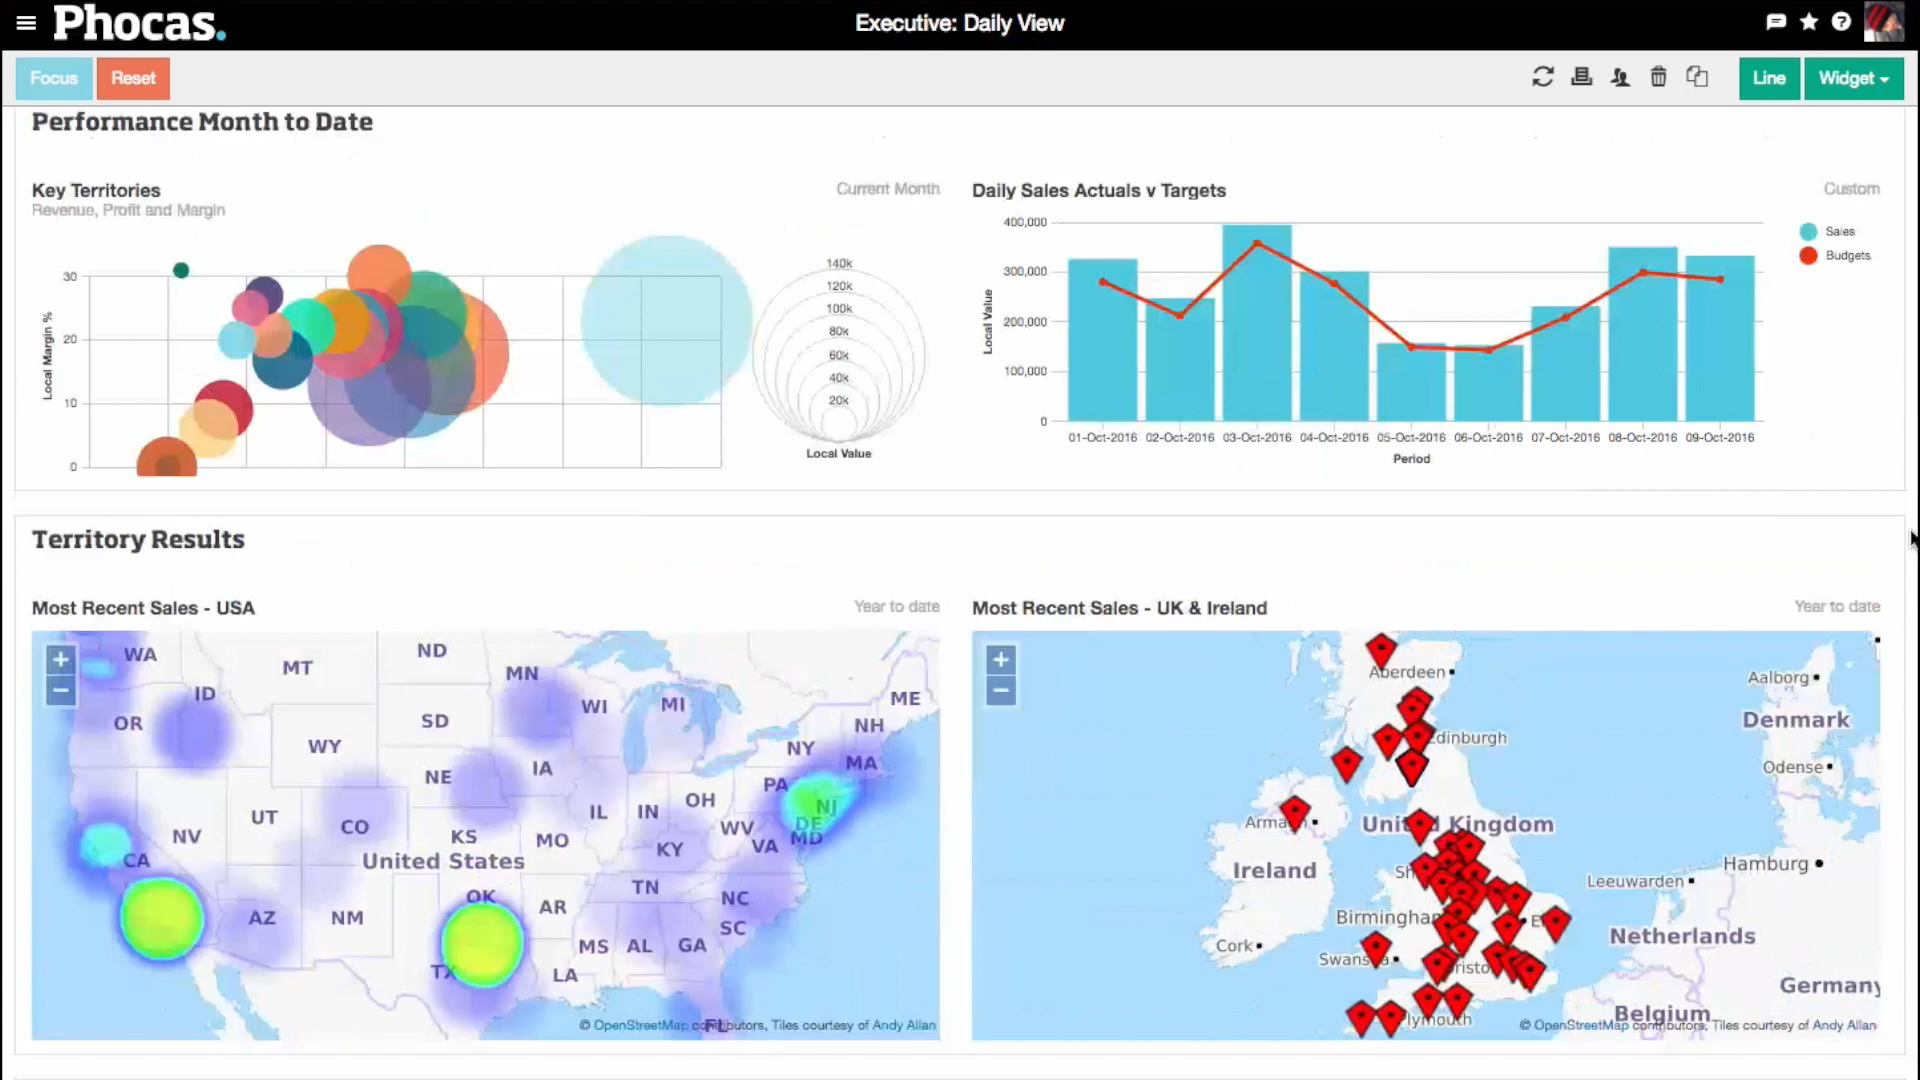 Phocas.
Executive: Daily View
Focus
Reset
Line
Widget
Performance Month to Date
Key Territories
Current Month
Revenue, Profit and Margin
Local Margin %
30
20
10
0
140k
120k
100k
80k
60k
40k
20k
Local Value
Daily Sales Actuals v Targets
Custom
Sales
Budgets
Local Value
400,000
300,000
200,000
100,000
0
01-Oct-2016 02-Oct-2016 03-Oct-2016 04-Oct-2016 05-Oct-2016 06-Oct-2016 07-Oct-2016 08-Oct-2016 09-Oct-2016
Period
Territory Results
Most Recent Sales - USA
Year to date
+
−
WA
MT
ND
MN
ID
OR
SD
WI
MI
ME
NH
WY
NY
MA
NE
IA
PA
NJ
UT
CO
IL
IN
OH
DE
NV
KS
MO
WV
VA
MD
CA
United States
KY
OK
TN
AZ
NM
AR
NC
SC
MS
AL
GA
TX
LA
FL
© OpenStreetMap contributors, Tiles courtesy of Andy Allan
Most Recent Sales - UK & Ireland
Year to date
+
−
Aberdeen
Aalborg
Denmark
Edinburgh
Odense
Arma
United Kingdom
Ireland
Hamburg
Sh
Leeuwarden
Birmingha
E
Netherlands
Cork
Swansea
Bristo
Germany
Belgium
Plymouth
© OpenStreetMap contributors, Tiles courtesy of Andy Allan